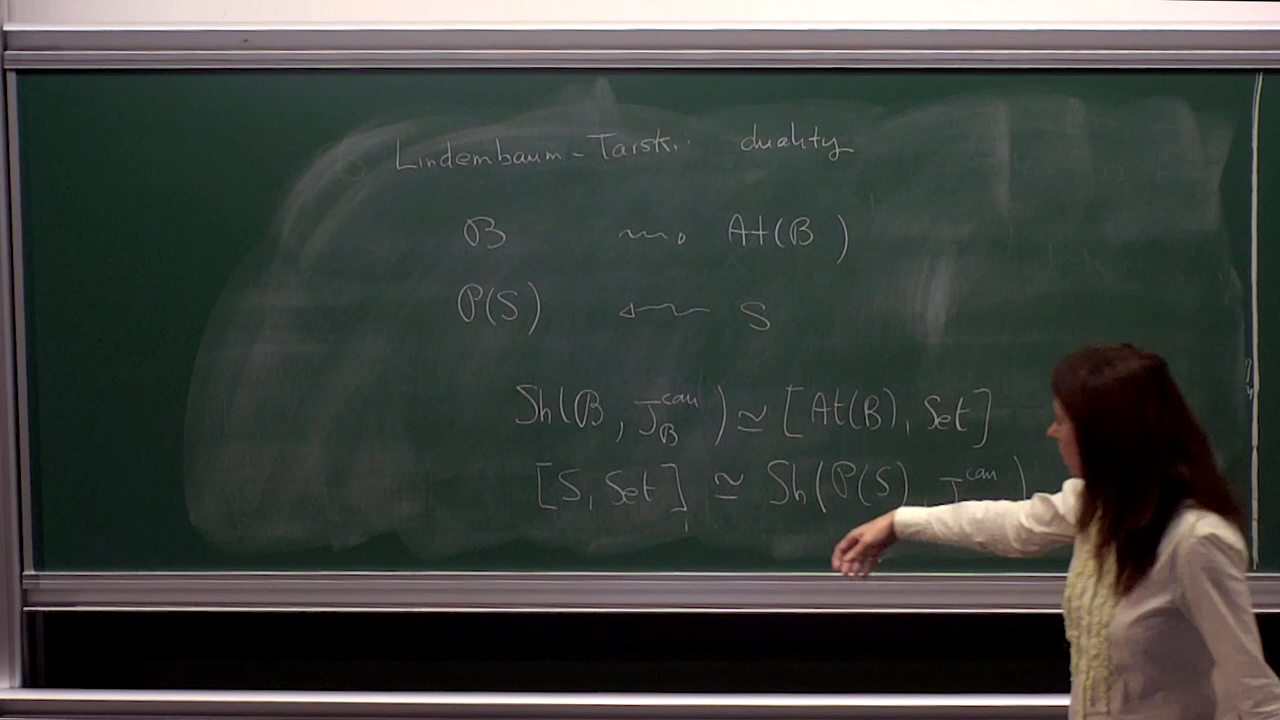 Lindembaum - Tarski duality
B ⇝ At(B)
P(S) ⇜ S
Sh(B, J_B^can) ≃ [At(B), Set]
[S, Set] ≃ Sh(P(S), J^can)